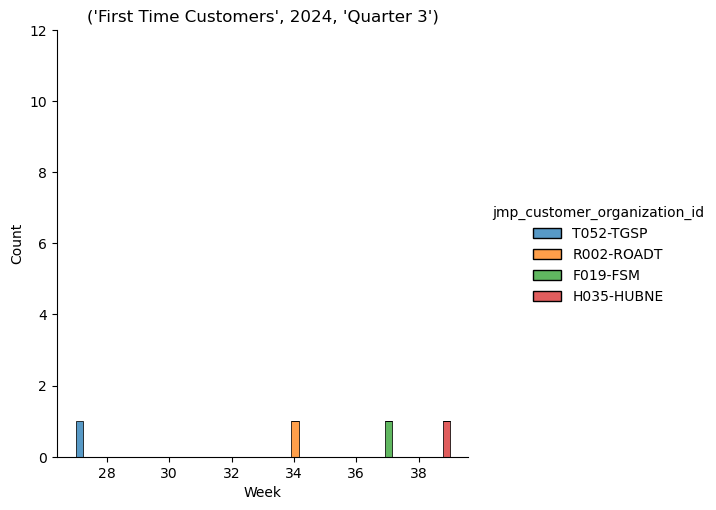 ('First Time Customers', 2024, 'Quarter 3')
12
10
8
6
4
2
0
Count
28
30
32
34
36
38
Week
jmp_customer_organization_id
T052-TGSP
R002-ROADT
F019-FSM
H035-HUBNE